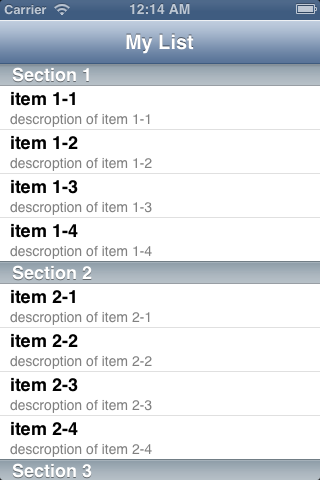 Carrier 12:14 AM
My List
Section 1
item 1-1
descroption of item 1-1
item 1-2
descroption of item 1-2
item 1-3
descroption of item 1-3
item 1-4
descroption of item 1-4
Section 2
item 2-1
descroption of item 2-1
item 2-2
descroption of item 2-2
item 2-3
descroption of item 2-3
item 2-4
descroption of item 2-4
Section 3